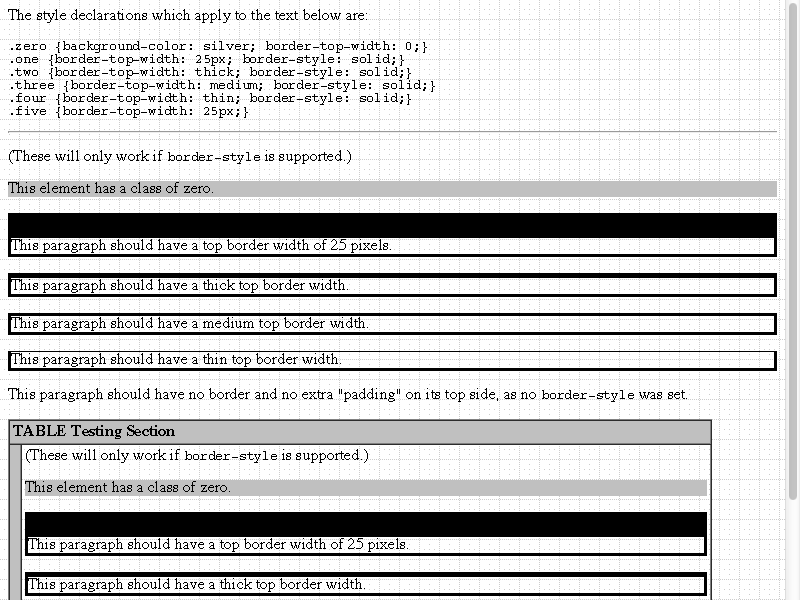 The style declarations which apply to the text below are:
.zero {background-color: silver; border-top-width: 0;}
.one {border-top-width: 25px; border-style: solid;}
.two {border-top-width: thick; border-style: solid;}
.three {border-top-width: medium; border-style: solid;}
.four {border-top-width: thin; border-style: solid;}
.five {border-top-width: 25px;}
(These will only work if border-style is supported.)
This element has a class of zero.
This paragraph should have a top border width of 25 pixels.
This paragraph should have a thick top border width.
This paragraph should have a medium top border width.
This paragraph should have a thin top border width.
This paragraph should have no border and no extra "padding" on its top side, as no border-style was set.
TABLE Testing Section
(These will only work if border-style is supported.)
This element has a class of zero.
This paragraph should have a top border width of 25 pixels.
This paragraph should have a thick top border width.